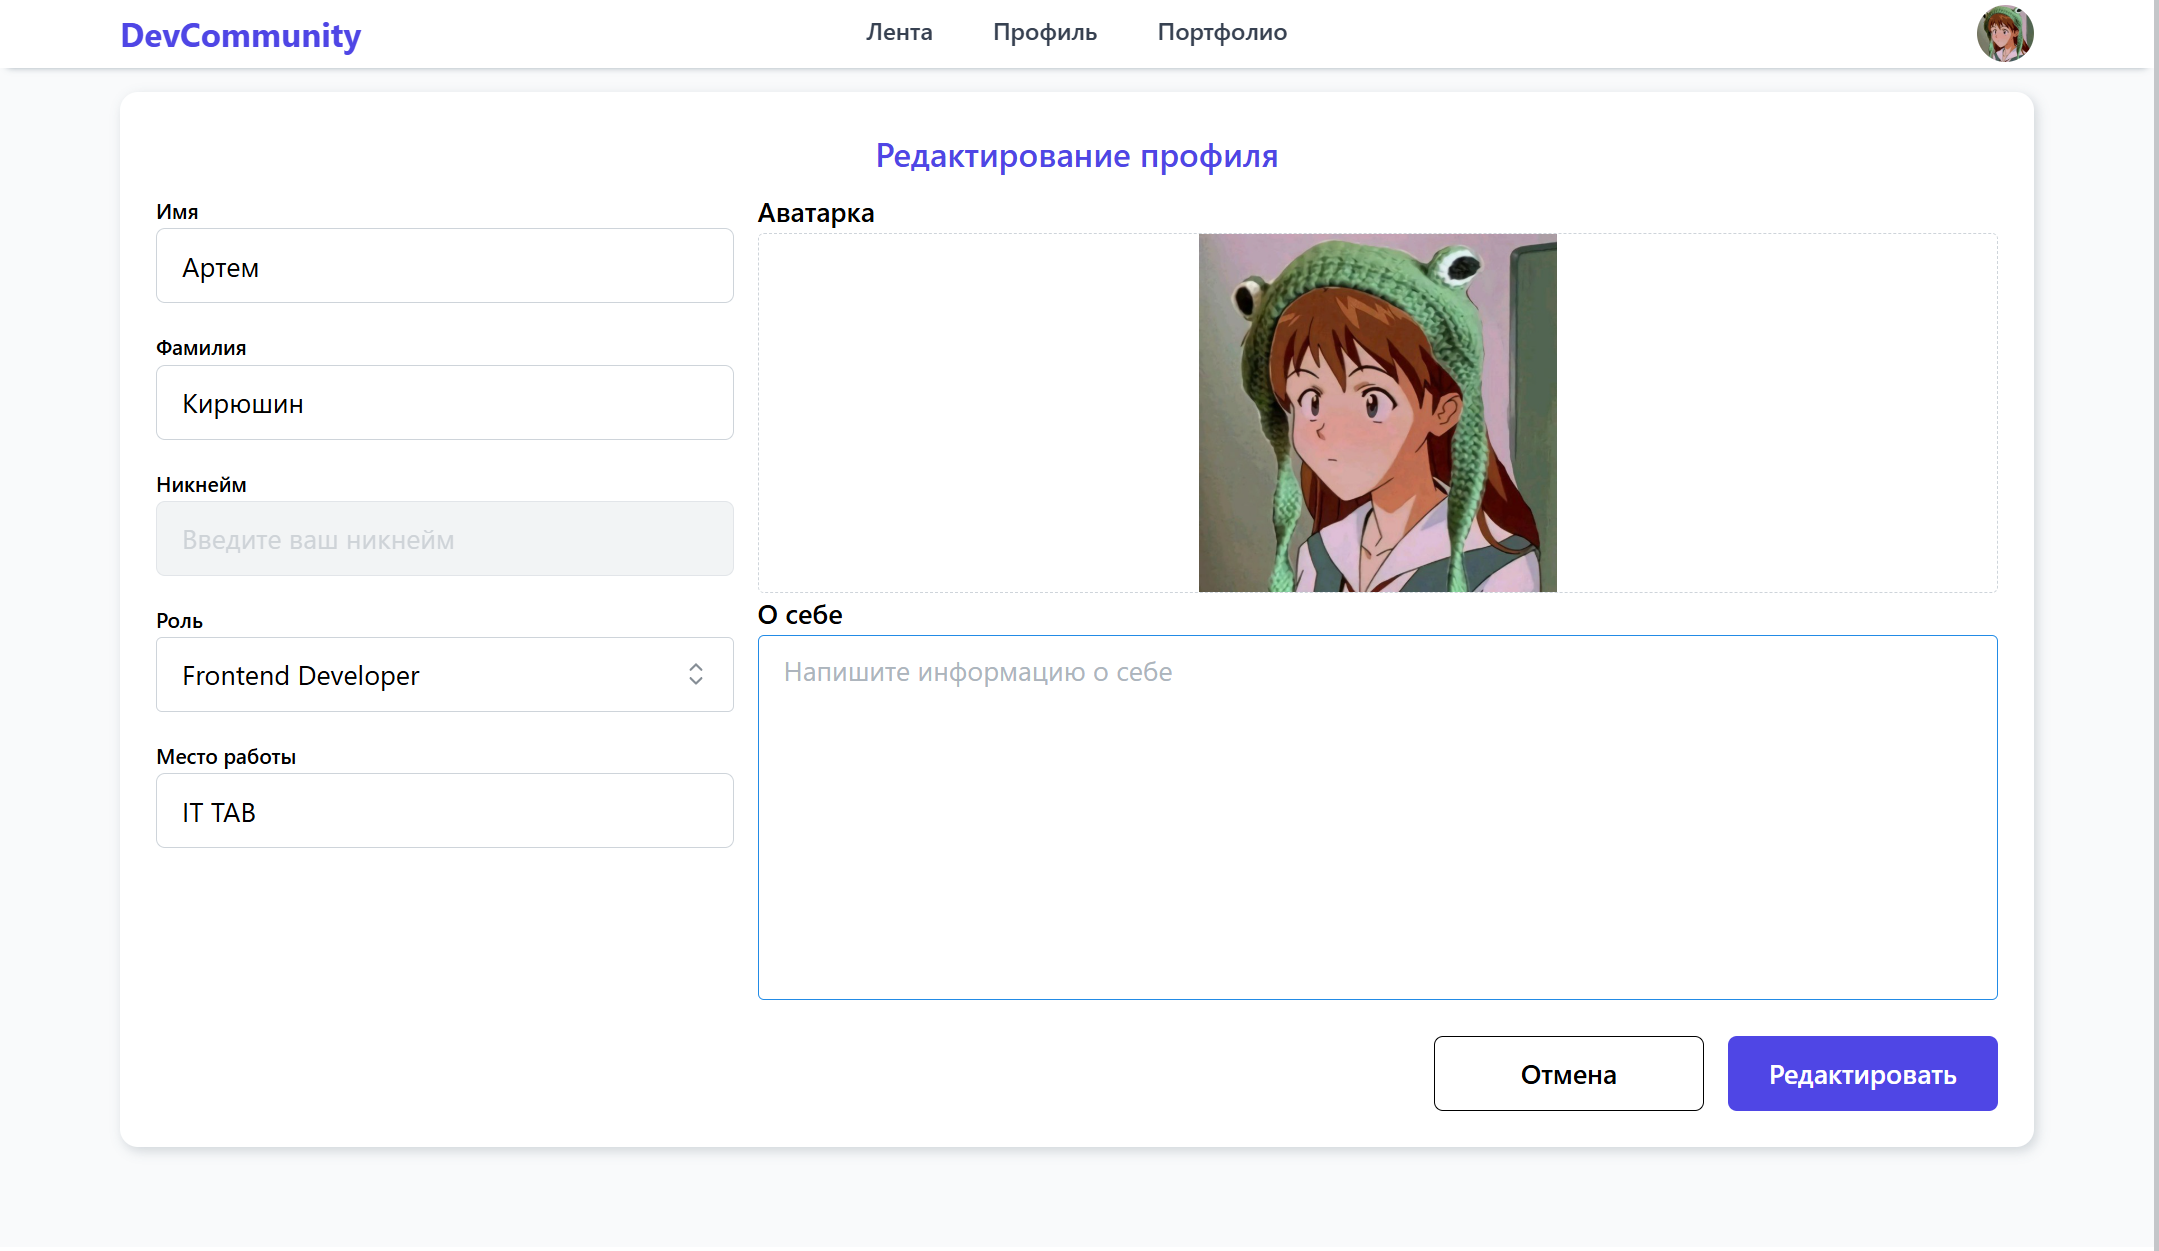 DevCommunity
Лента
Профиль
Портфолио
Редактирование профиля
Имя
Артем
Фамилия
Кирюшин
Никнейм
Введите ваш никнейм
Роль
Frontend Developer
Место работы
IT TAB
Аватарка
О себе
Напишите информацию о себе
Отмена
Редактировать